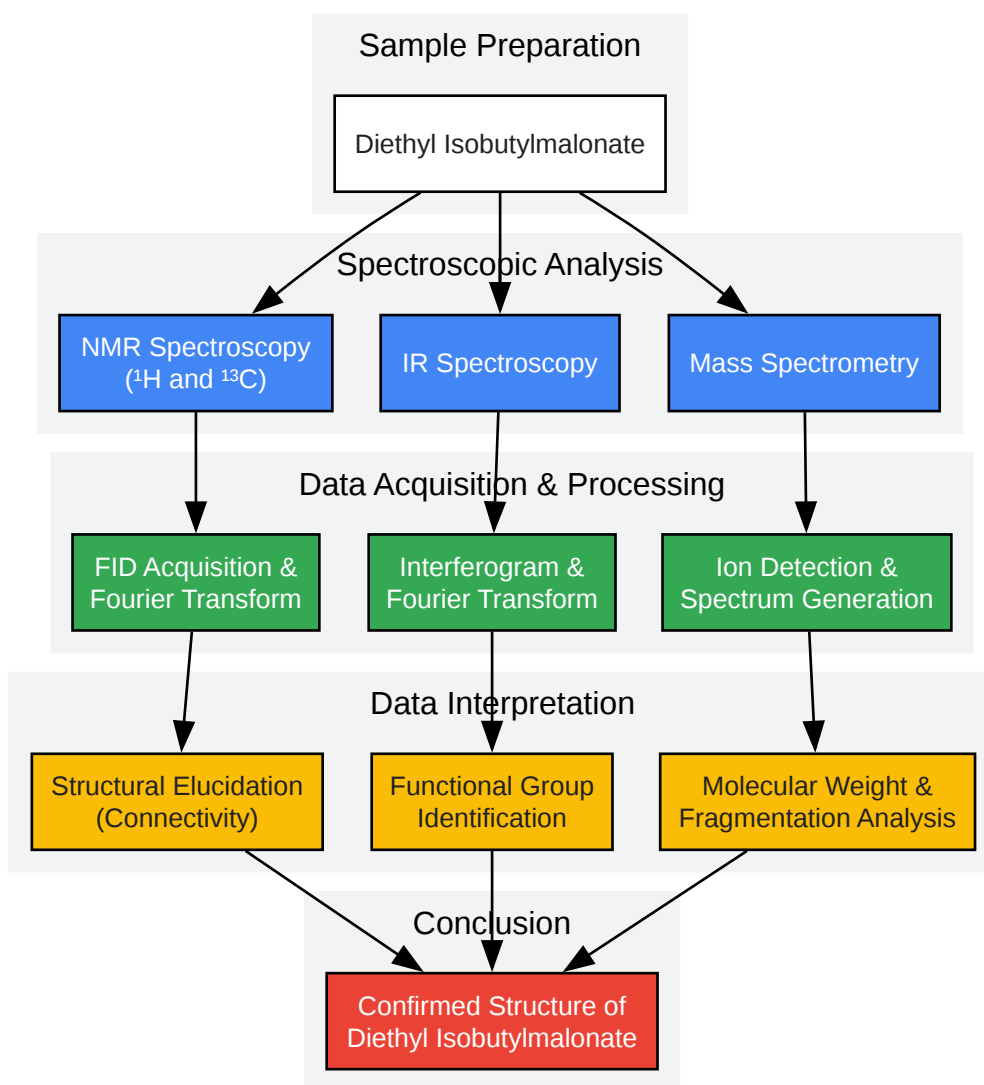 Sample Preparation
Diethyl Isobutylmalonate
Spectroscopic Analysis
NMR Spectroscopy
(¹H and ¹³C)
IR Spectroscopy
Mass Spectrometry
Data Acquisition & Processing
FID Acquisition &
Fourier Transform
Interferogram &
Fourier Transform
Ion Detection &
Spectrum Generation
Data Interpretation
Structural Elucidation
(Connectivity)
Functional Group
Identification
Molecular Weight &
Fragmentation Analysis
Conclusion
Confirmed Structure of
Diethyl Isobutylmalonate